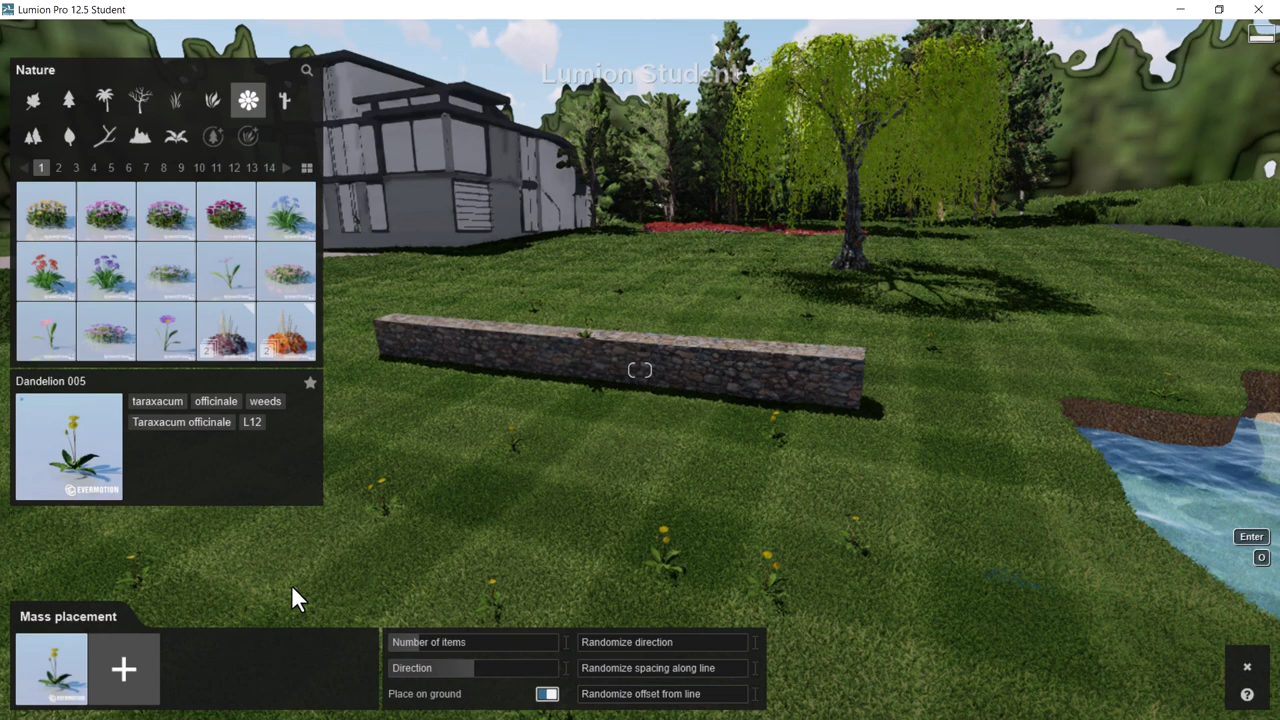 Lumion Pro 12.5 Student
Lumion Student
Nature
1 2 3 4 5 6 7 8 9 10 11 12 13 14
2 2
Dandelion 005
taraxacum officinale weeds
Taraxacum officinale L12
EVERMOTION
Enter
O
Mass placement
Number of items Randomize direction
Direction Randomize spacing along line
Place on ground Randomize offset from line